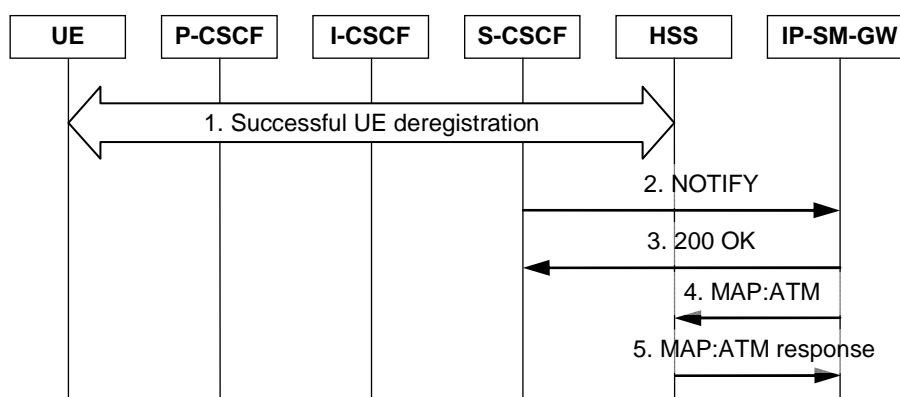 UE P-CSCF I-CSCF S-CSCF HSS IP-SM-GW
1. Successful UE deregistration
2. NOTIFY
3. 200 OK
4. MAP:ATM
5. MAP:ATM response